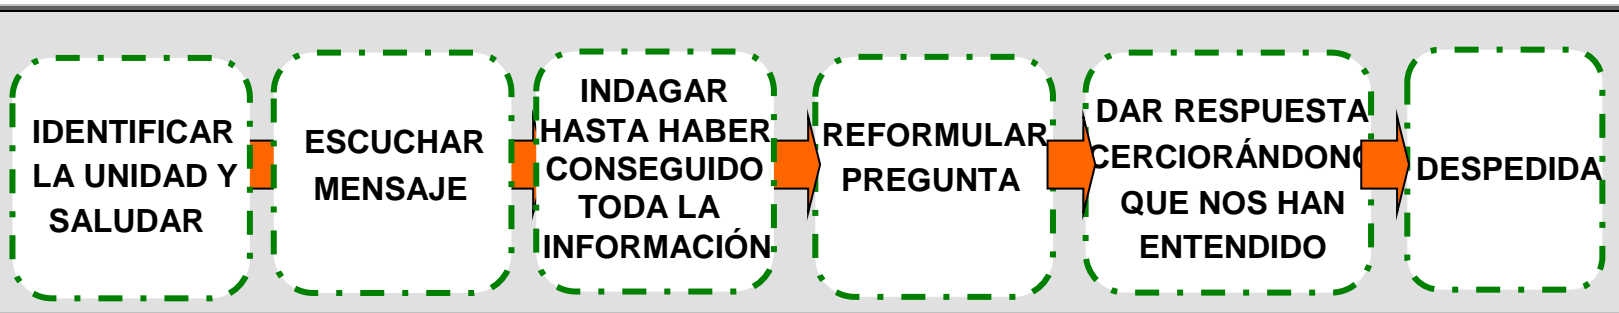 IDENTIFICAR
LA UNIDAD Y
SALUDAR
ESCUCHAR
MENSAJE
INDAGAR
HASTA HABER
CONSEGUIDO
TODA LA
INFORMACIÓN
REFORMULAR
PREGUNTA
DAR RESPUESTA
QUE NOS HAN
ENTENDIDO
DESPEDIDA